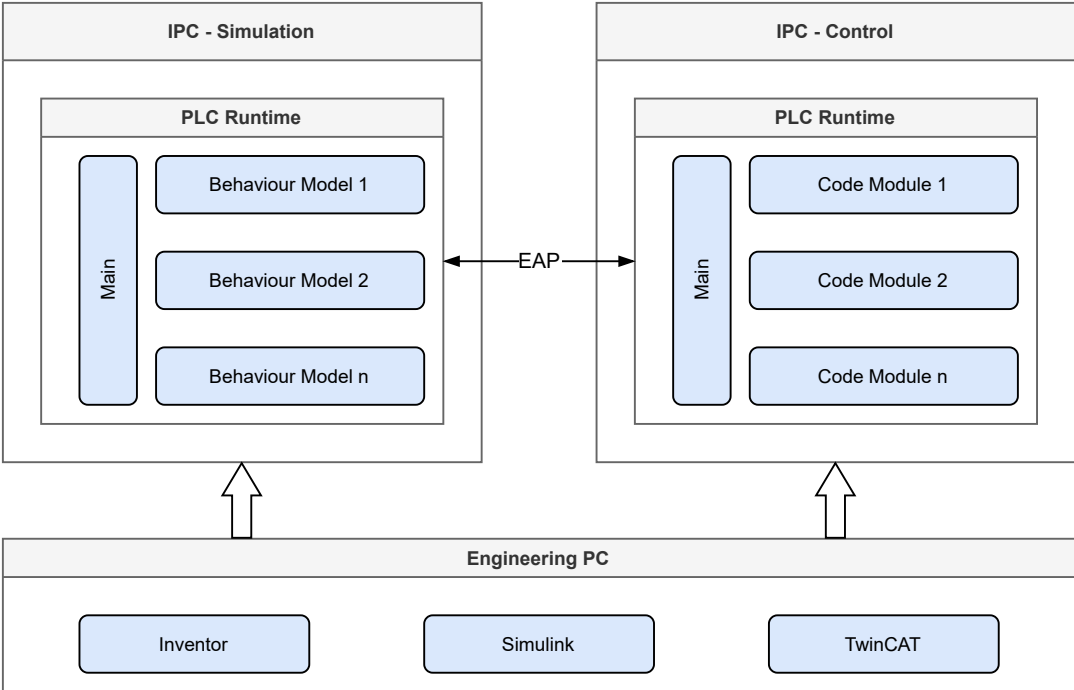 IPC - Simulation
PLC Runtime
Main
Behaviour Model 1
Behaviour Model 2
Behaviour Model n
EAP
IPC - Control
PLC Runtime
Main
Code Module 1
Code Module 2
Code Module n
Engineering PC
Inventor
Simulink
TwinCAT